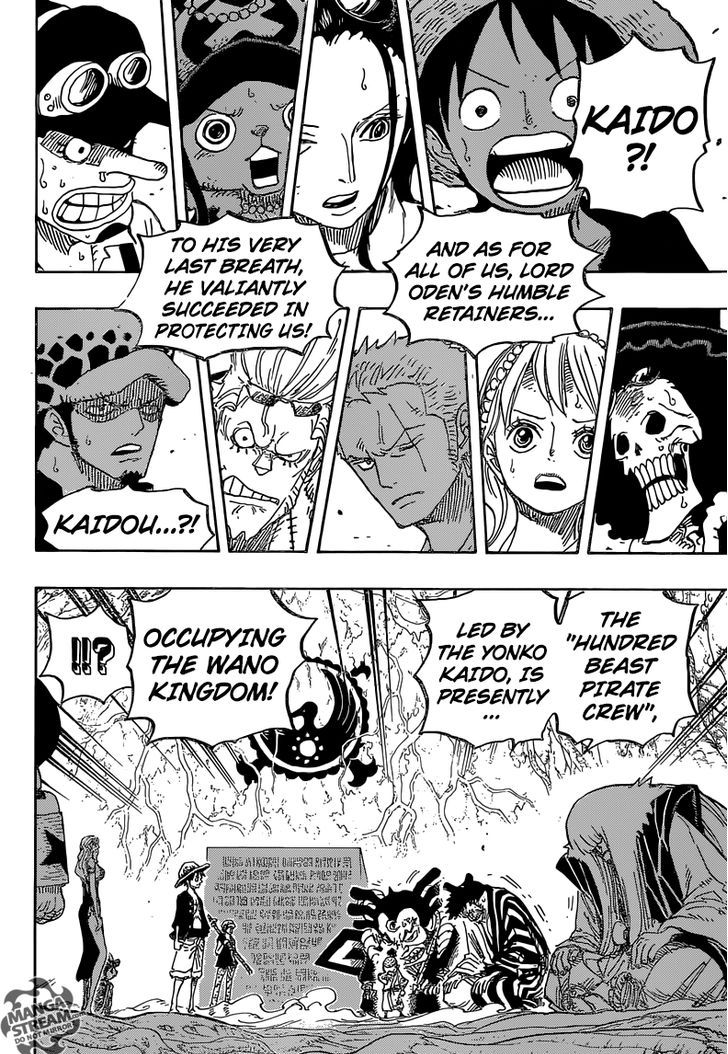 KAIDO
?!
AND AS FOR
ALL OF US, LORD
ODEN'S HUMBLE
RETAINERS...
TO HIS VERY
LAST BREATH,
HE VALIANTLY
SUCCEEDED IN
PROTECTING US!
KAIDOU...?!
THE
"HUNDRED
BEAST
PIRATE
CREW",
LED BY
THE YONKO
KAIDO, IS
PRESENTLY
...
OCCUPYING
THE WANO
KINGDOM!
!!?
MANGA
STREAM
DO NOT MIRROR!